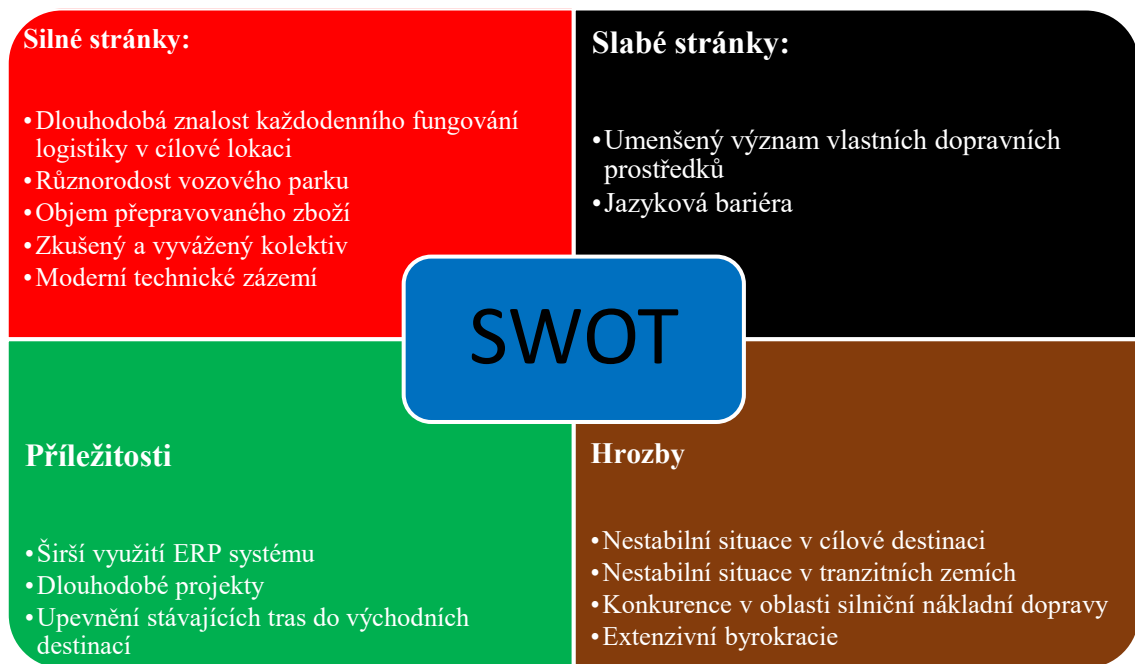 Silné stránky:
•Dlouhodobá znalost každodenního fungování
logistiky v cílové lokaci
•Různorodost vozového parku
•Objem přepravovaného zboží
•Zkušený a vyvážený kolektiv
•Moderní technické zázemí
Slabé stránky:
•Umenšený význam vlastních dopravních
prostředků
•Jazyková bariéra
SWOT
Příležitosti
•Širší využití ERP systému
•Dlouhodobé projekty
•Upevnění stávajících tras do východních
destinací
Hrozby
•Nestabilní situace v cílové destinaci
•Nestabilní situace v tranzitních zemích
•Konkurence v oblasti silniční nákladní dopravy
•Extenzivní byrokracie